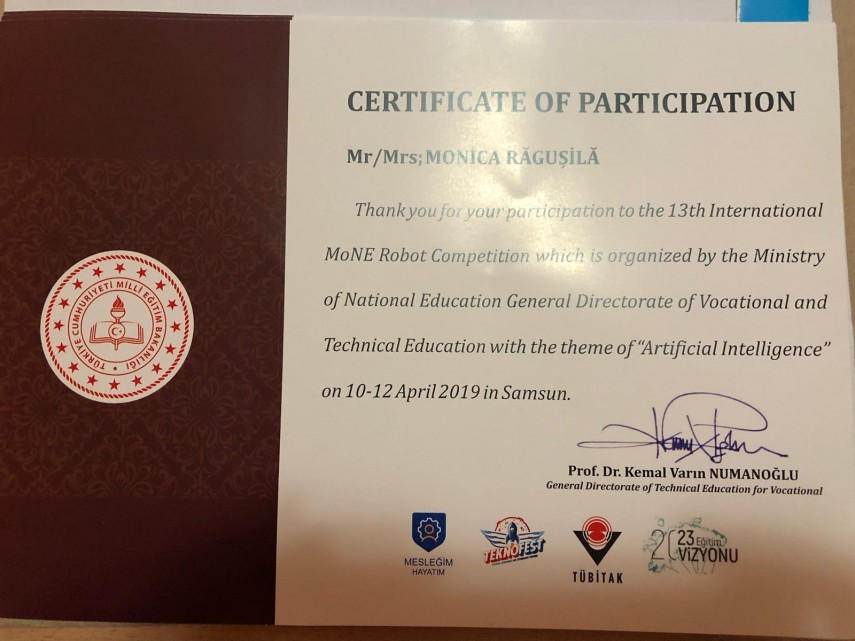 CERTIFICATE OF PARTICIPATION
Mr/Mrs; MONICA RĂGUȘILĂ
Thank you for your participation to the 13th International
MoNE Robot Competition which is organized by the Ministry
of National Education General Directorate of Vocational and
Technical Education with the theme of “Artificial Intelligence”
on 10-12 April 2019 in Samsun.
Prof. Dr. Kemal Varın NUMANOĞLU
General Directorate of Technical Education for Vocational
TÜRKİYE CUMHURİYETİ MİLLÎ EĞİTİM BAKANLIĞI
MESLEĞİM
HAYATIM
TEKNOFEST
TÜBİTAK
2023 Eğitim
VİZYONU